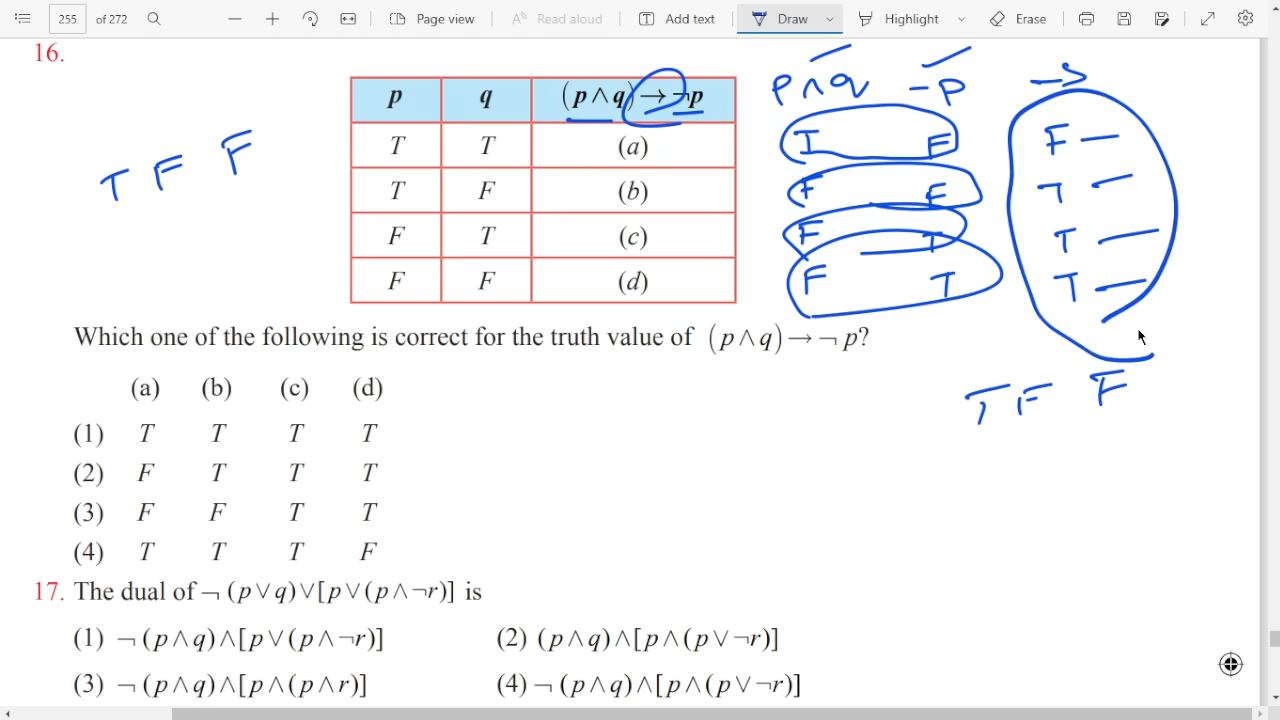 255 of 272 Page view Read aloud Add text Draw Highlight Erase
16.
p q (p∧q)→¬p
T T (a)
T F (b)
F T (c)
F F (d)
T F F
p∧q ¬p →
T F F
F F T
F T T
F T T
T F F
Which one of the following is correct for the truth value of (p∧q)→¬p?
(a) (b) (c) (d)
(1) T T T T
(2) F T T T
(3) F F T T
(4) T T T F
17. The dual of ¬(p∨q)∨[p∨(p∧¬r)] is
(1) ¬(p∧q)∧[p∨(p∧¬r)] (2) (p∧q)∧[p∧(p∨¬r)]
(3) ¬(p∧q)∧[p∧(p∧r)] (4) ¬(p∧q)∧[p∧(p∨¬r)]